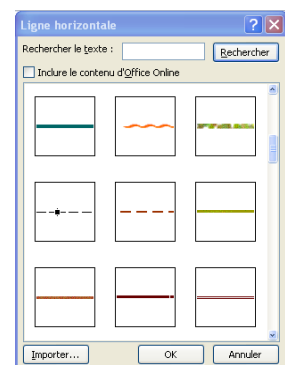 Ligne horizontale
Rechercher le texte :
Rechercher
Inclure le contenu d'Office Online
Importer...
OK
Annuler